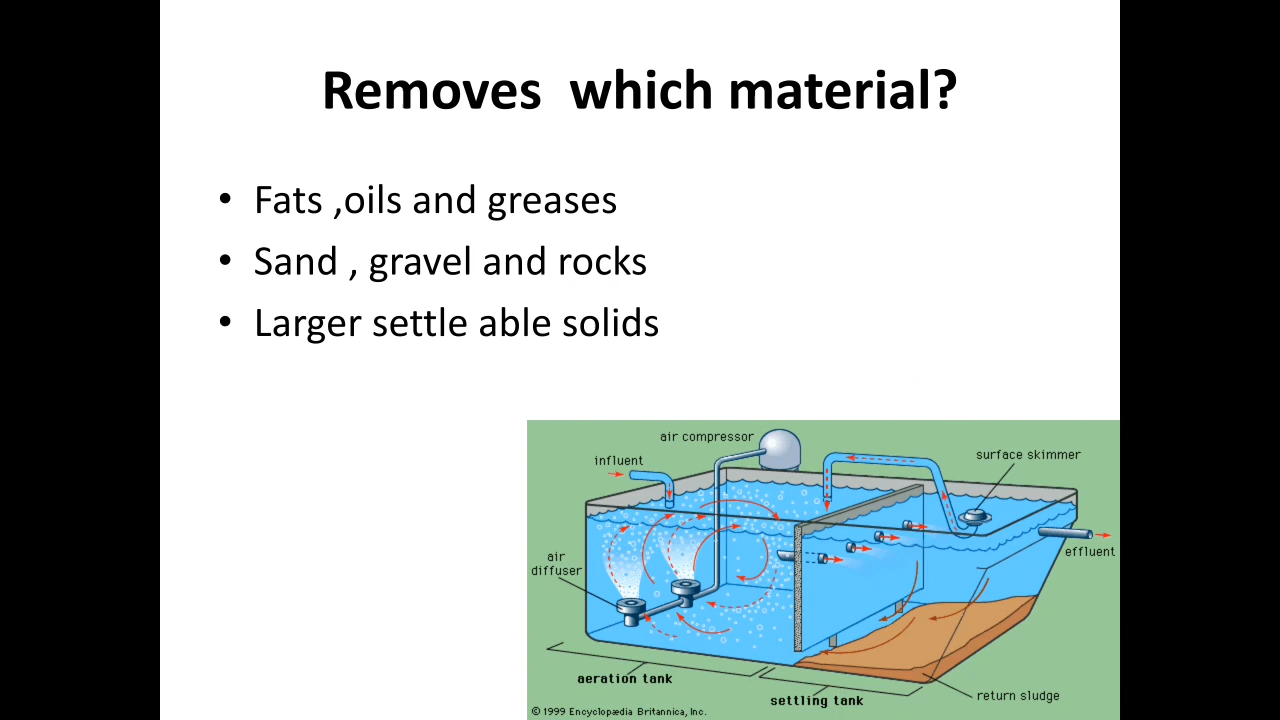 Removes  which material?
• Fats ,oils and greases
• Sand , gravel and rocks
• Larger settle able solids
air compressor
influent
surface skimmer
air
diffuser
effluent
aeration tank
settling tank
return sludge
© 1999 Encyclopædia Britannica, Inc.